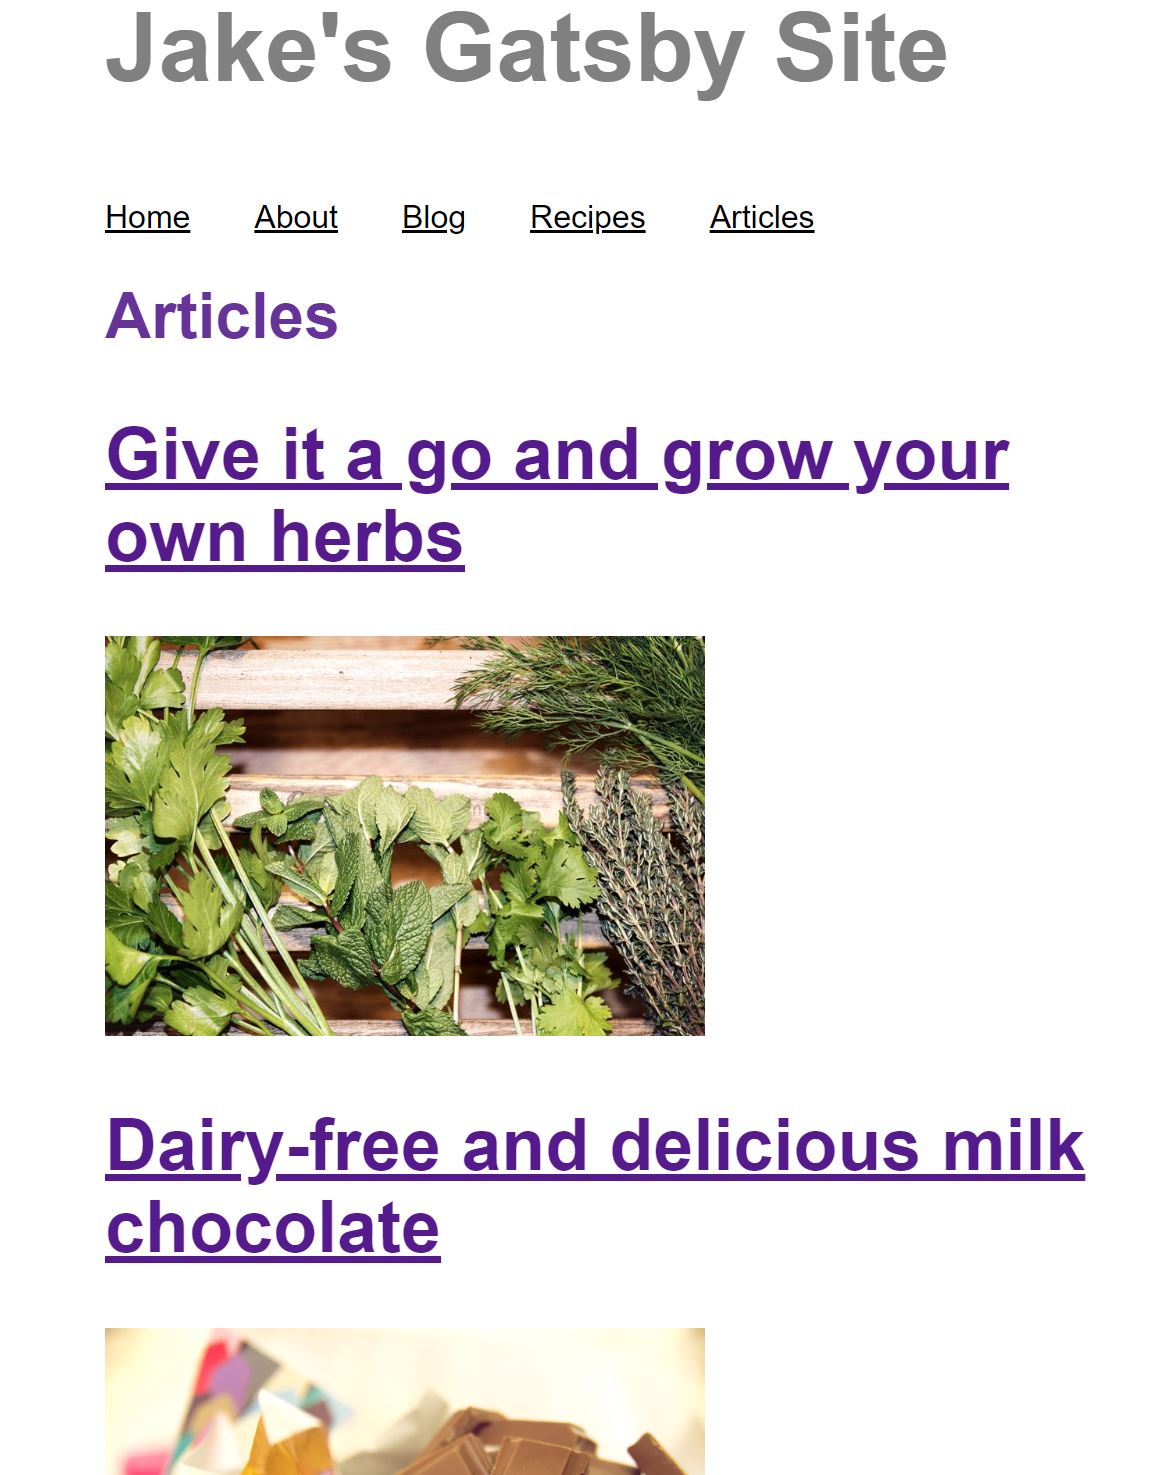 Jake's Gatsby Site
Home About Blog Recipes Articles
Articles
Give it a go and grow your
own herbs
Dairy-free and delicious milk
chocolate